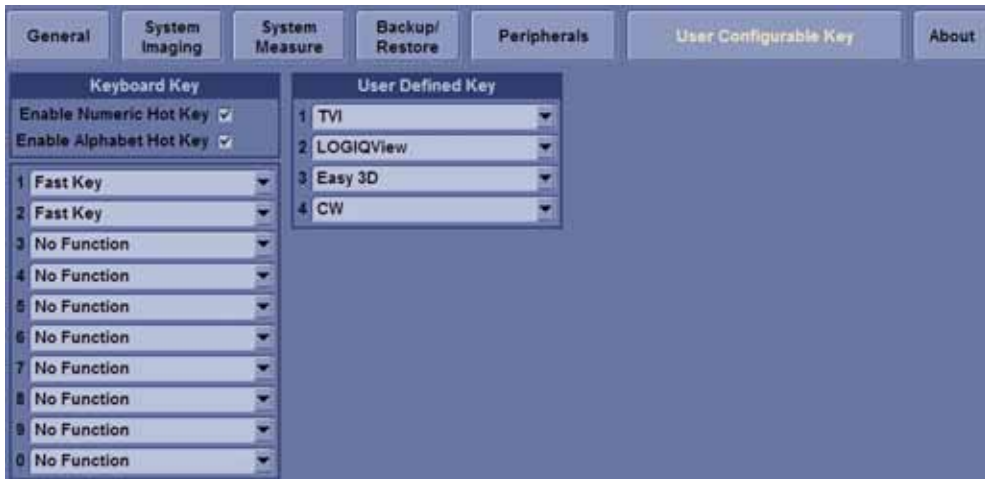 General
System
Imaging
System
Measure
Backup/
Restore
Peripherals
User Configurable Key
About
Keyboard Key
Enable Numeric Hot Key
Enable Alphabet Hot Key
1 Fast Key
2 Fast Key
3 No Function
4 No Function
5 No Function
6 No Function
7 No Function
8 No Function
9 No Function
0 No Function
User Defined Key
1 TVI
2 LOGIQView
3 Easy 3D
4 CW